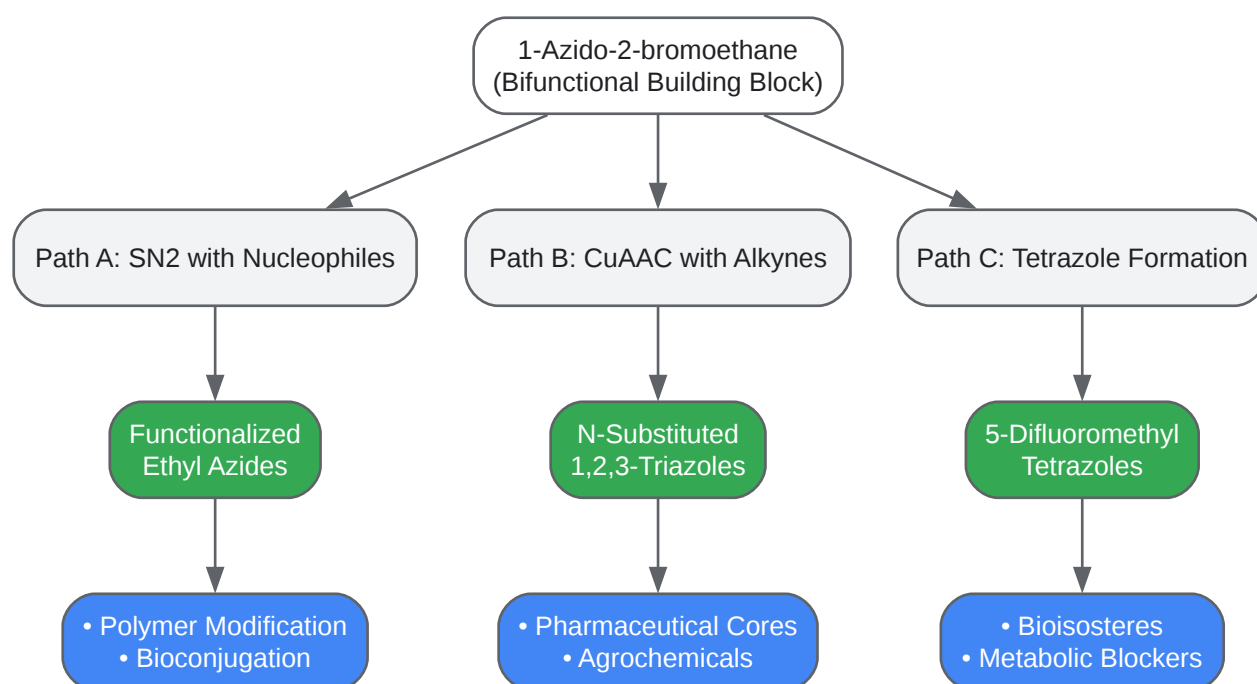 1-Azido-2-bromoethane
(Bifunctional Building Block)
Path A: SN2 with Nucleophiles
Path B: CuAAC with Alkynes
Path C: Tetrazole Formation
Functionalized
Ethyl Azides
N-Substituted
1,2,3-Triazoles
5-Difluoromethyl
Tetrazoles
• Polymer Modification
• Bioconjugation
• Pharmaceutical Cores
• Agrochemicals
• Bioisosteres
• Metabolic Blockers